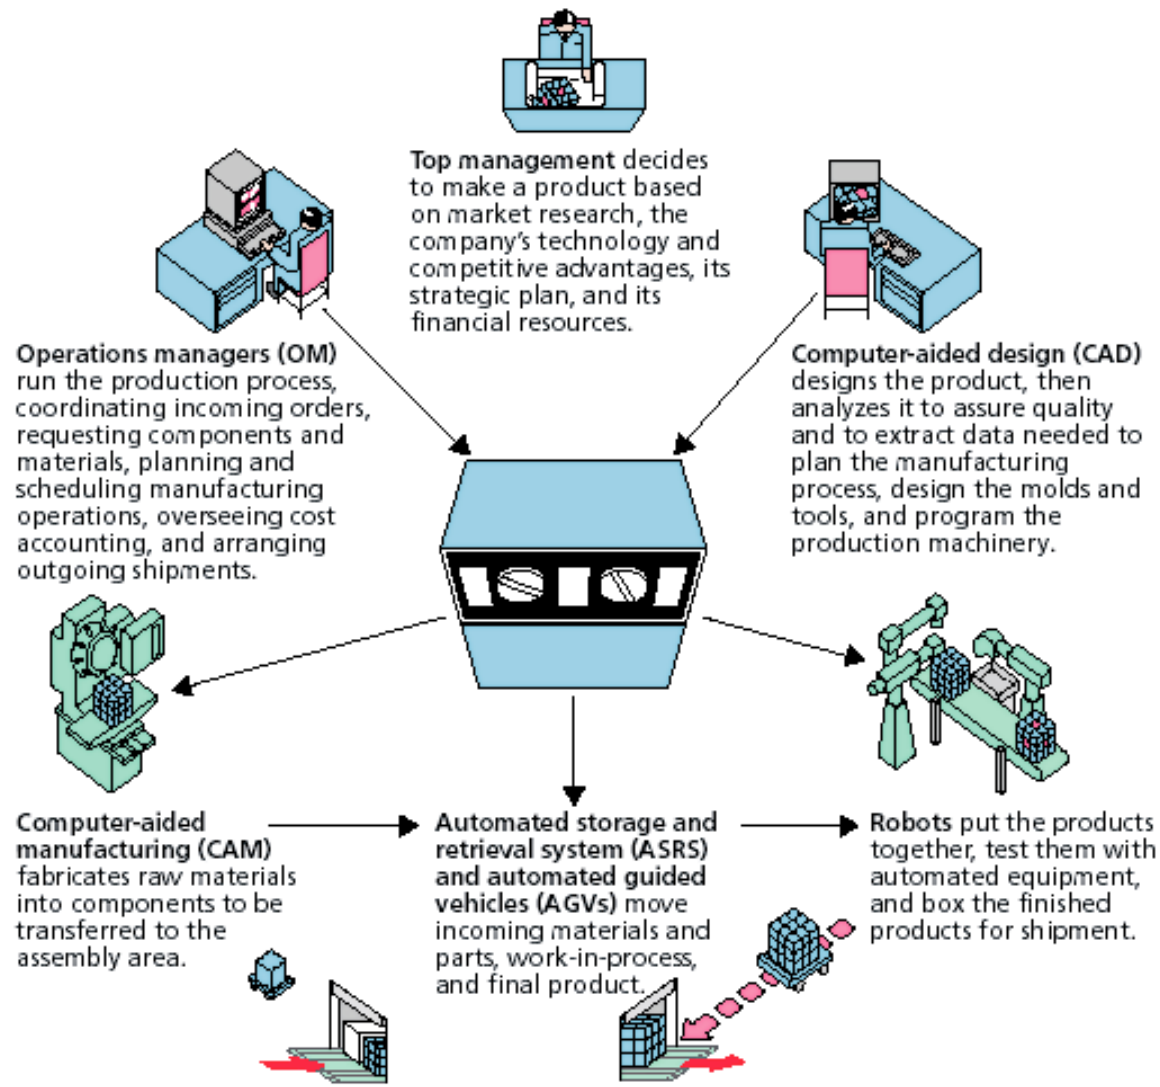 Top management decides
to make a product based
on market research, the
company's technology and
competitive advantages, its
strategic plan, and its
financial resources.
Operations managers (OM)
run the production process,
coordinating incoming orders,
requesting components and
materials, planning and
scheduling manufacturing
operations, overseeing cost
accounting, and arranging
outgoing shipments.
Computer-aided design (CAD)
designs the product, then
analyzes it to assure quality
and to extract data needed to
plan the manufacturing
process, design the molds and
tools, and program the
production machinery.
Computer-aided
manufacturing (CAM)
fabricates raw materials
into components to be
transferred to the
assembly area.
Automated storage and
retrieval system (ASRS)
and automated guided
vehicles (AGVs) move
incoming materials and
parts, work-in-process,
and final product.
Robots put the products
together, test them with
automated equipment,
and box the finished
products for shipment.